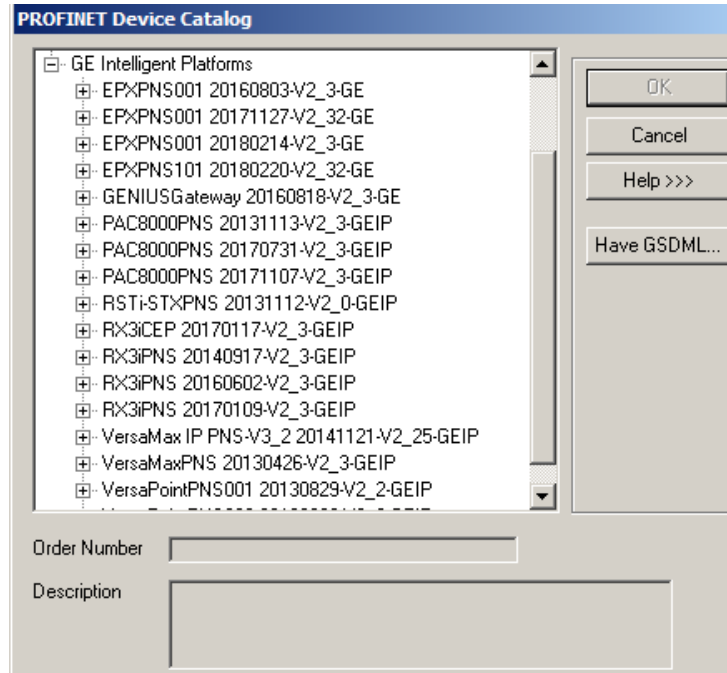 PROFINET Device Catalog
GE Intelligent Platforms
EPXPNS001 20160803-V2_3-GE
EPXPNS001 20171127-V2_32-GE
EPXPNS001 20180214-V2_3-GE
EPXPNS101 20180220-V2_32-GE
GENIUSGateway 20160818-V2_3-GE
PAC8000PNS 20131113-V2_3-GEIP
PAC8000PNS 20170731-V2_3-GEIP
PAC8000PNS 20171107-V2_3-GEIP
RSTi-STXPNS 20131112-V2_0-GEIP
RX3iCEP 20170117-V2_3-GEIP
RX3iPNS 20140917-V2_3-GEIP
RX3iPNS 20160602-V2_3-GEIP
RX3iPNS 20170109-V2_3-GEIP
VersaMax IP PNS-V3_2 20141121-V2_25-GEIP
VersaMaxPNS 20130426-V2_3-GEIP
VersaPointPNS001 20130829-V2_2-GEIP
OK
Cancel
Help >>>
Have GSDML...
Order Number
Description